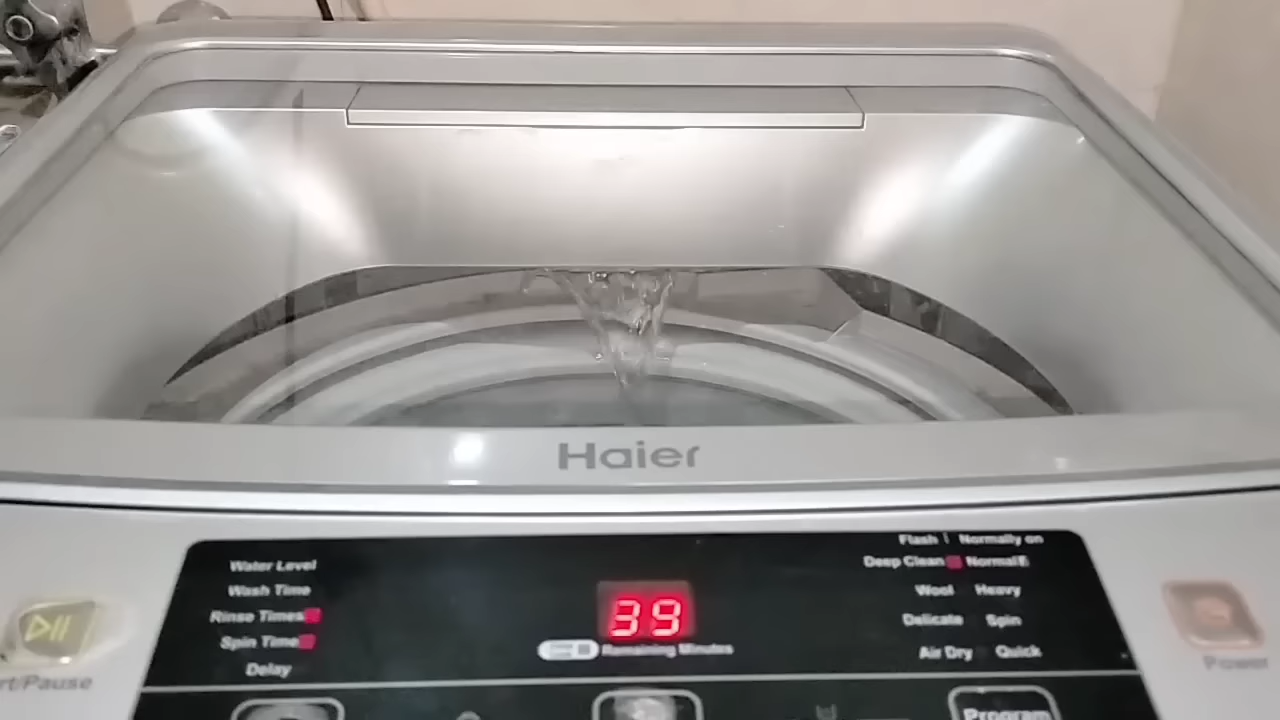 Haier
Water Level
Wash Time
Rinse Times
Spin Time
Delay
39
Remaining Minutes
Flash Normally on
Deep Clean Normal
Wool Heavy
Delicate Spin
Air Dry Quick
rt/Pause
Power
Program